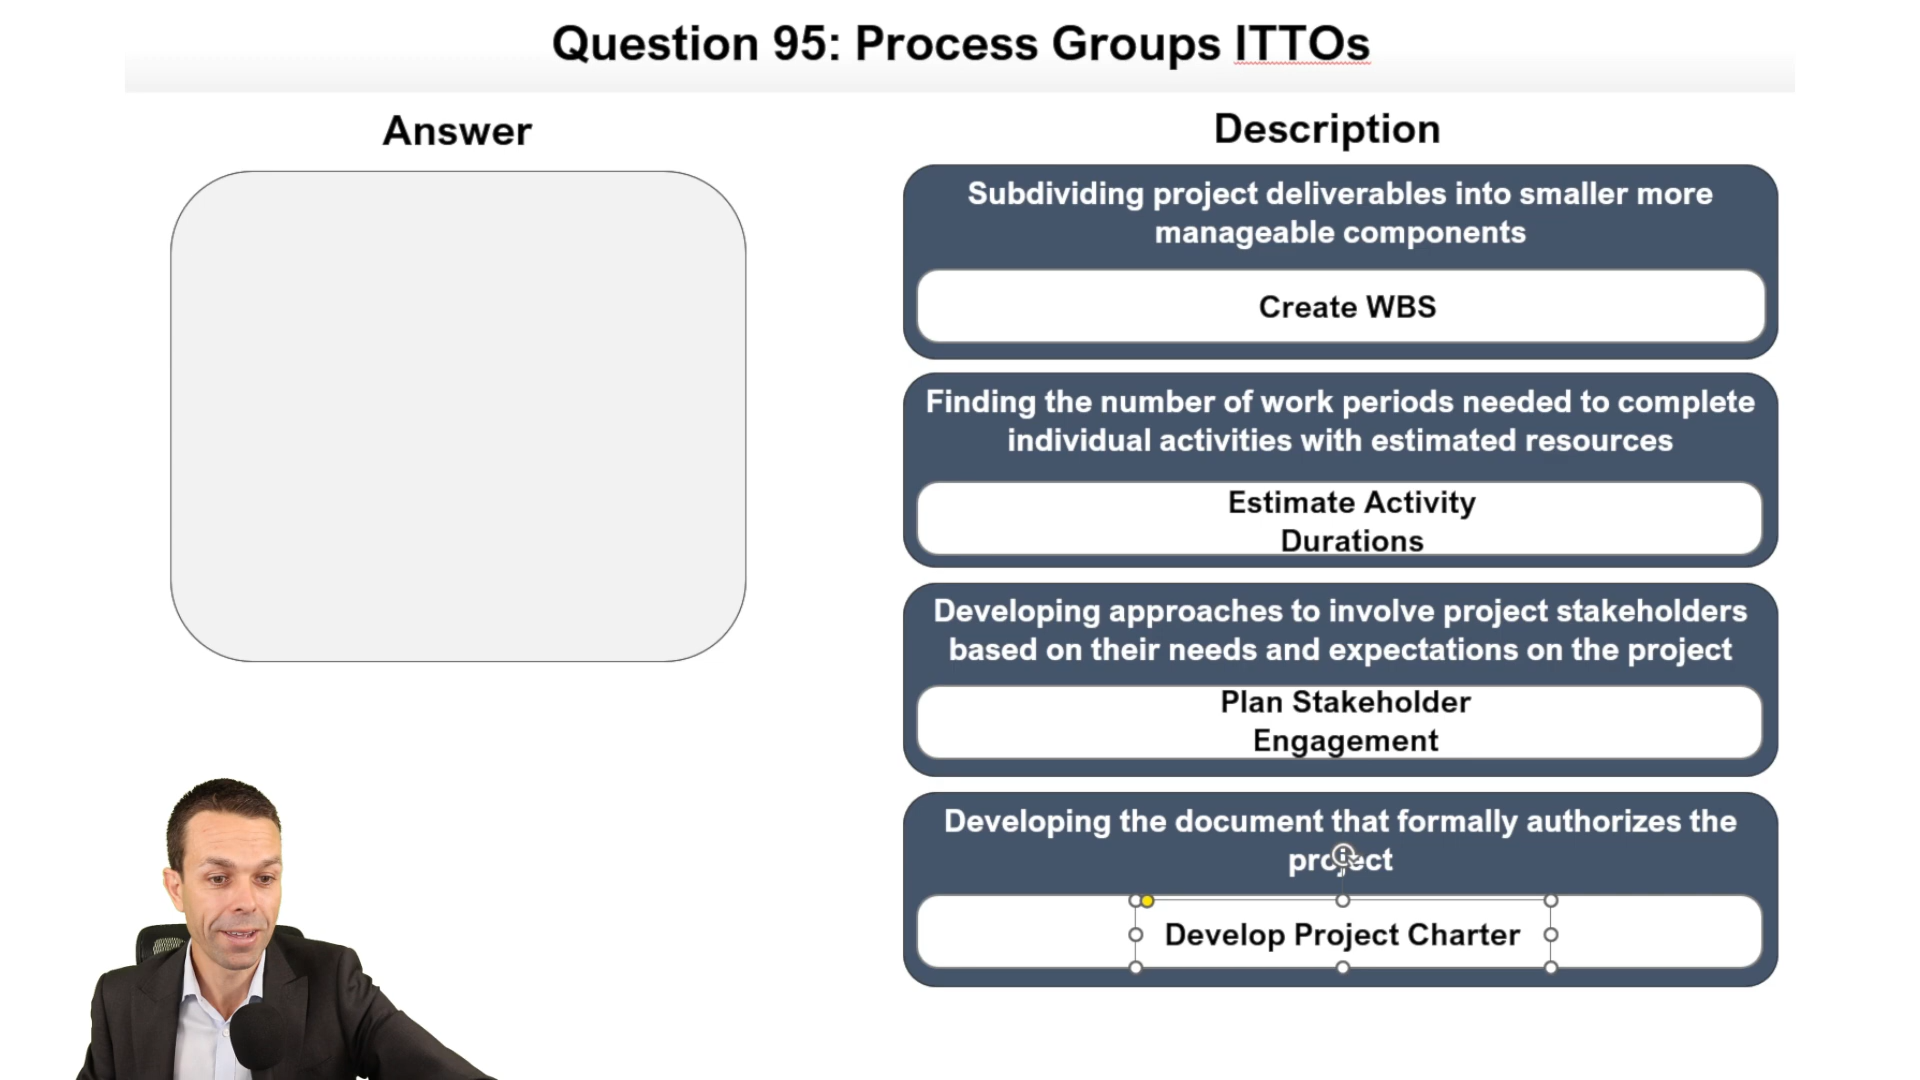 Question 95: Process Groups ITTOs
Answer
Description
Subdividing project deliverables into smaller more
manageable components
Create WBS
Finding the number of work periods needed to complete
individual activities with estimated resources
Estimate Activity
Durations
Developing approaches to involve project stakeholders
based on their needs and expectations on the project
Plan Stakeholder
Engagement
Developing the document that formally authorizes the
project
Develop Project Charter